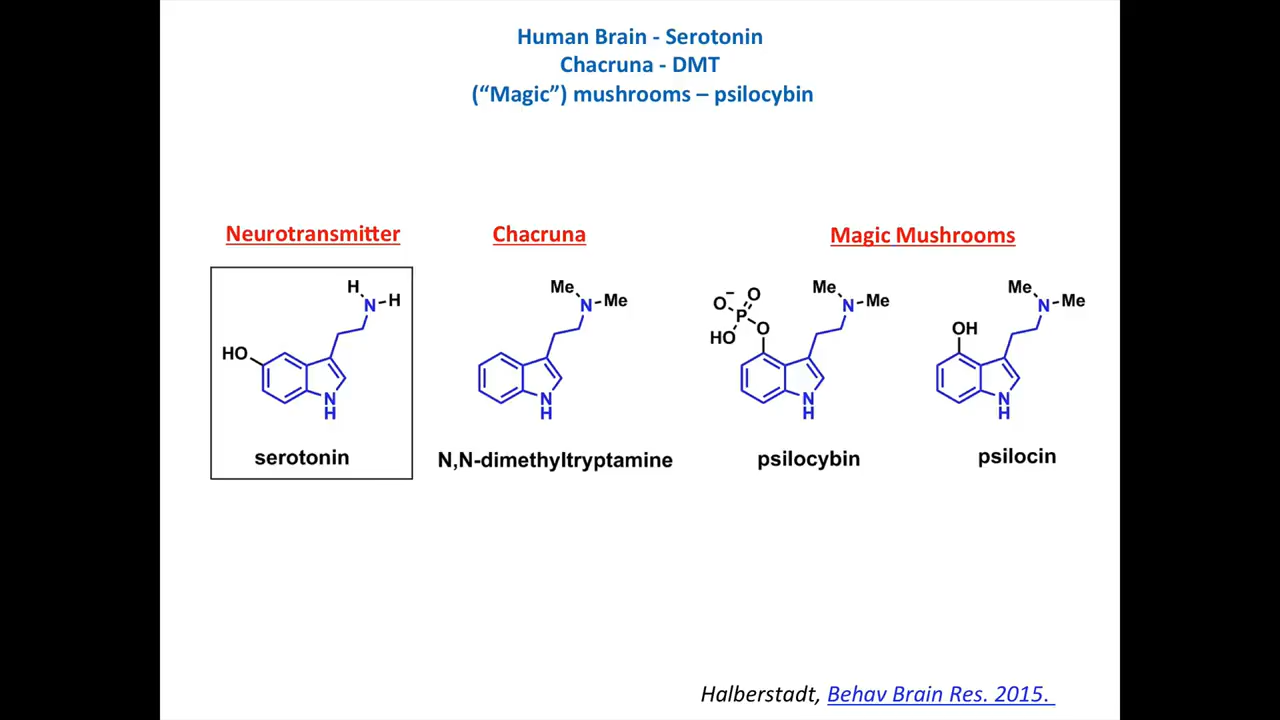 Human Brain - Serotonin
Chacruna - DMT
(“Magic”) mushrooms – psilocybin
Neurotransmitter
Chacruna
Magic Mushrooms
H
N
H
HO
N
H
serotonin
Me
N
Me
N
H
N,N-dimethyltryptamine
O
−
O
P
HO
O
Me
N
Me
N
H
psilocybin
OH
Me
N
Me
N
H
psilocin
Halberstadt, Behav Brain Res. 2015.